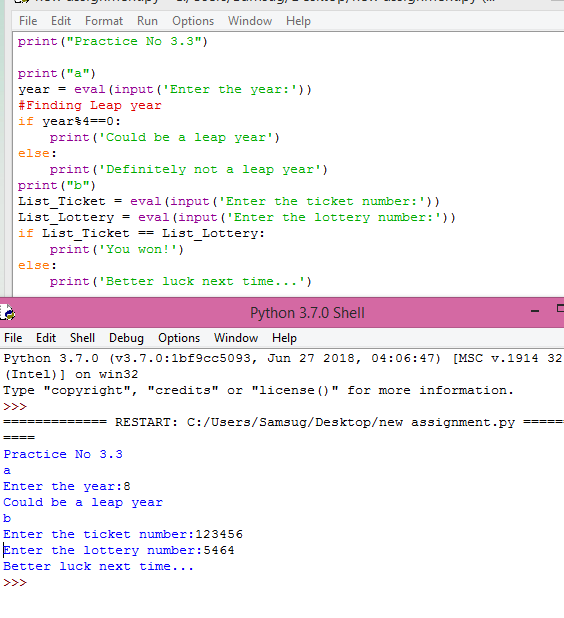 File Edit Format Run Options Window Help
print("Practice No 3.3")
print("a")
year = eval(input('Enter the year:'))
#Finding Leap year
if year%4==0:
    print('Could be a leap year')
else:
    print('Definitely not a leap year')
print("b")
List_Ticket = eval(input('Enter the ticket number:'))
List_Lottery = eval(input('Enter the lottery number:'))
if List_Ticket == List_Lottery:
    print('You won!')
else:
    print('Better luck next time...')
Python 3.7.0 Shell
File Edit Shell Debug Options Window Help
Python 3.7.0 (v3.7.0:1bf9cc5093, Jun 27 2018, 04:06:47) [MSC v.1914 32
(Intel)] on win32
Type "copyright", "credits" or "license()" for more information.
>>>
============= RESTART: C:/Users/Samsug/Desktop/new assignment.py =====
====
Practice No 3.3
a
Enter the year:8
Could be a leap year
b
Enter the ticket number:123456
Enter the lottery number:5464
Better luck next time...
>>>